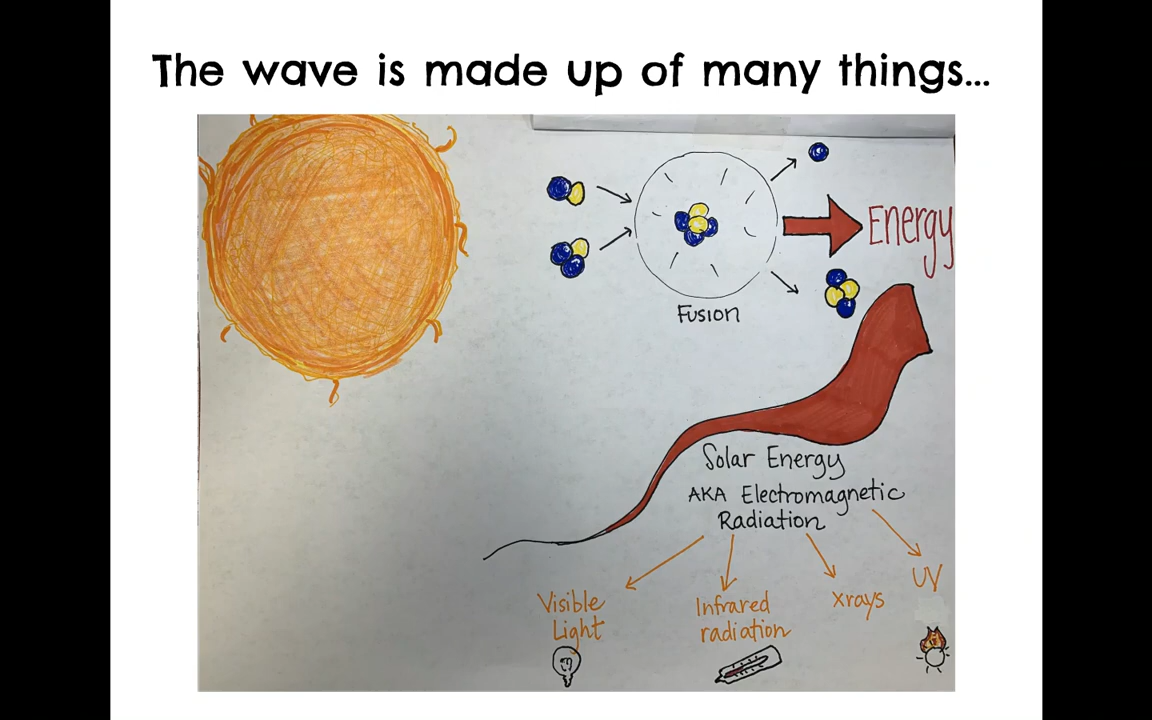 The wave is made up of many things...
Energy
Fusion
Solar Energy
AKA Electromagnetic
Radiation
Visible
Light
Infrared
radiation
Xrays
UV